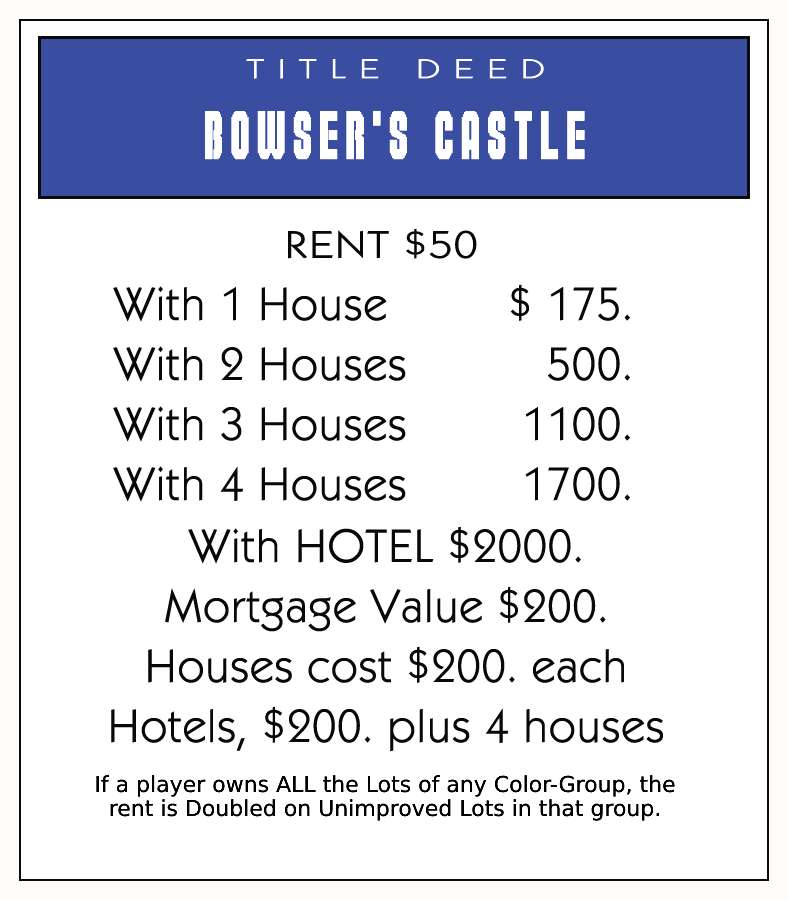 TITLE DEED
BOWSER'S CASTLE
RENT $50
With 1 House $ 175.
With 2 Houses 500.
With 3 Houses 1100.
With 4 Houses 1700.
With HOTEL $2000.
Mortgage Value $200.
Houses cost $200. each
Hotels, $200. plus 4 houses
If a player owns ALL the Lots of any Color-Group, the
rent is Doubled on Unimproved Lots in that group.